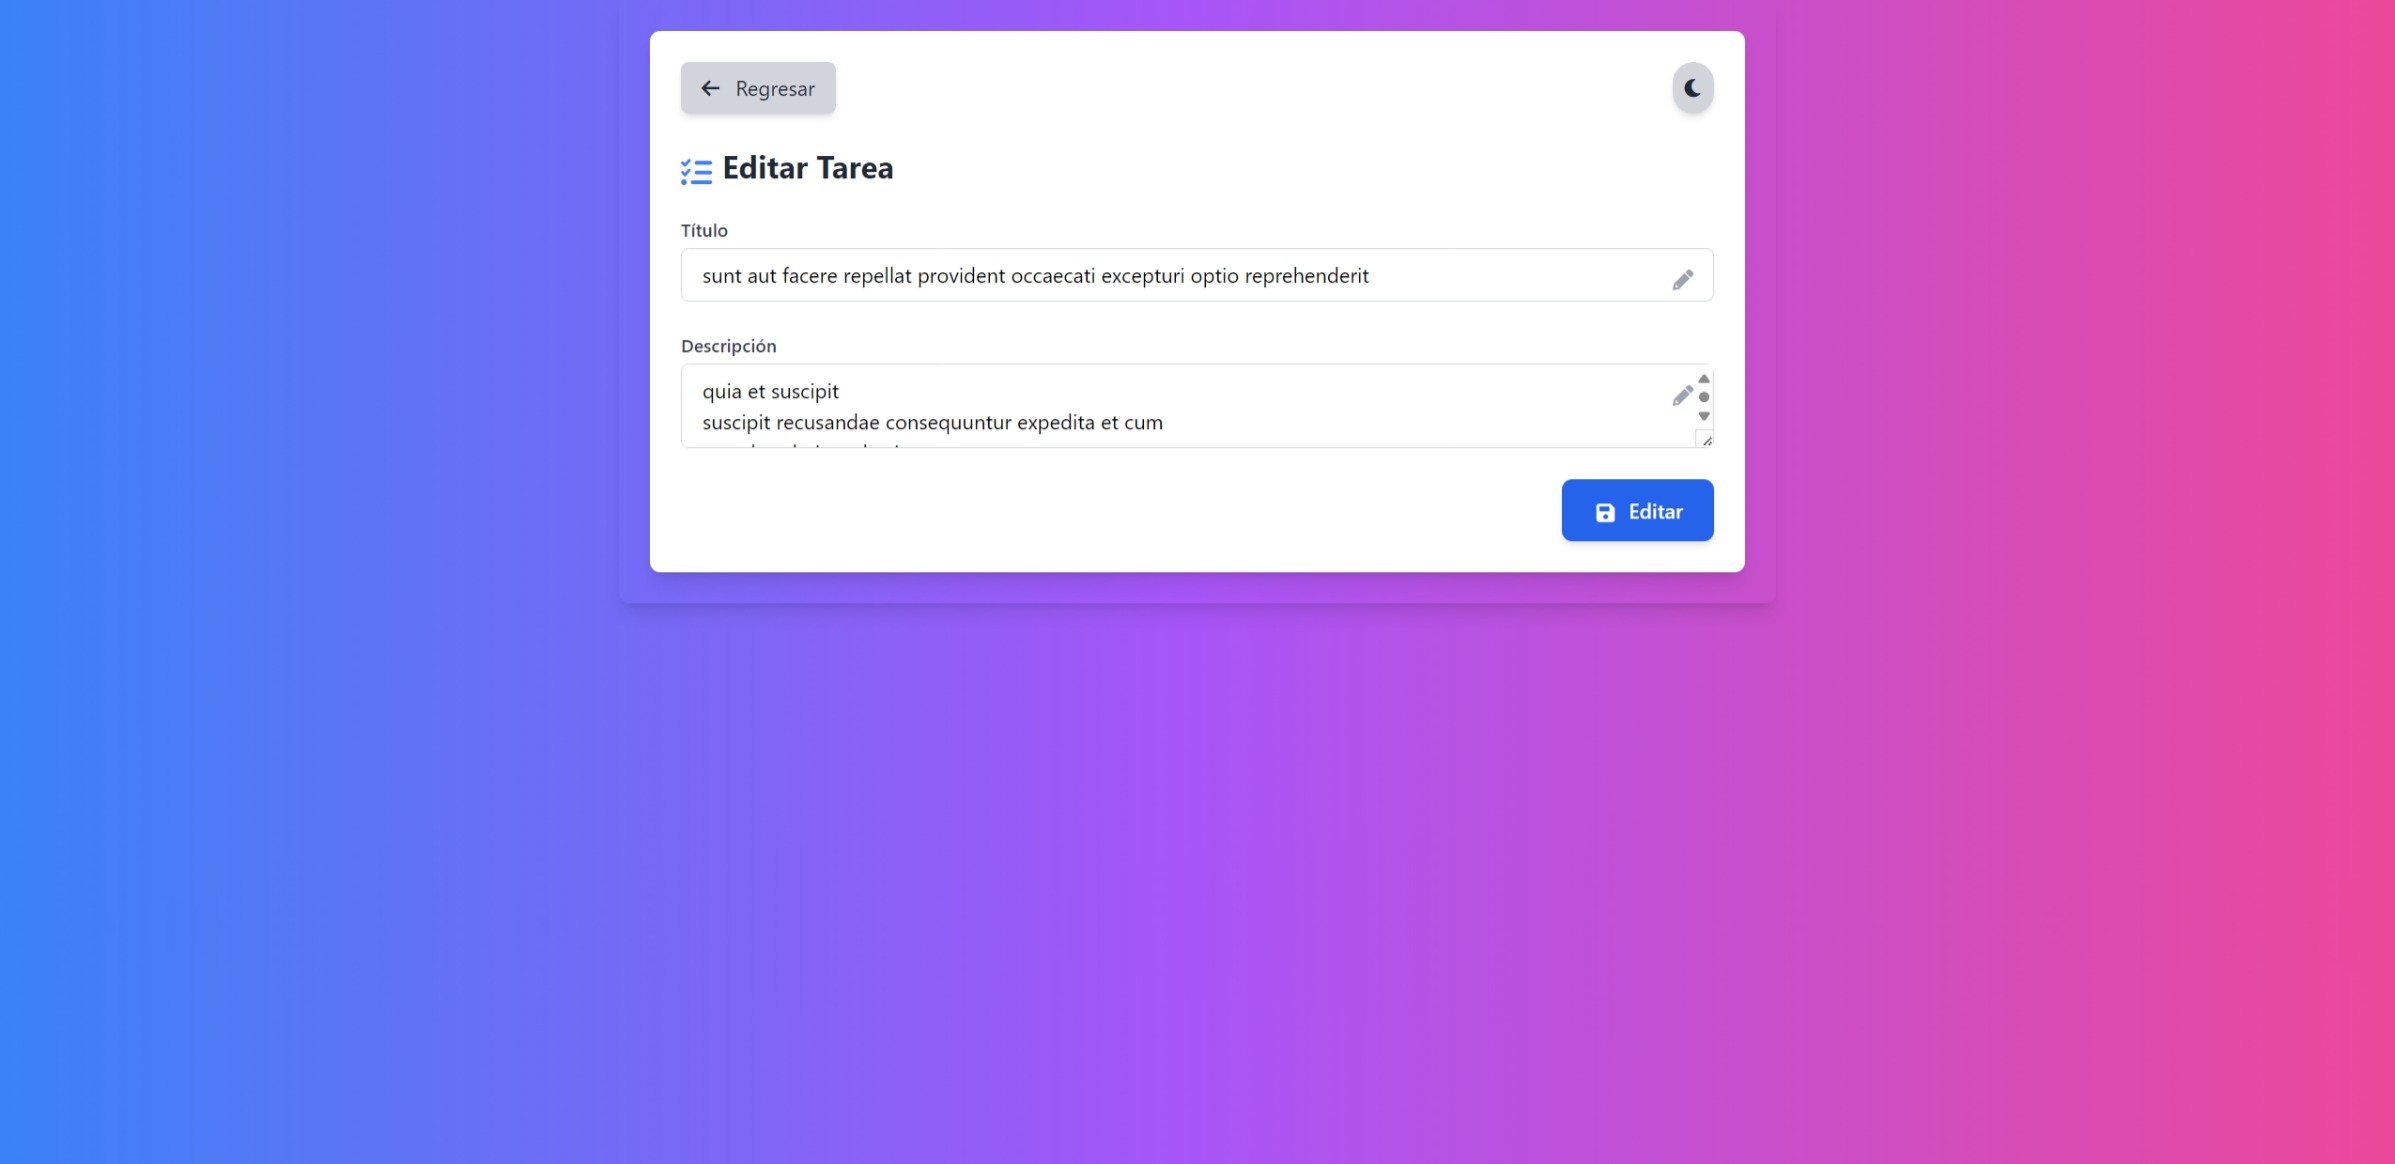 Regresar
Editar Tarea
Título
sunt aut facere repellat provident occaecati excepturi optio reprehenderit
Descripción
quia et suscipit
suscipit recusandae consequuntur expedita et cum
Editar